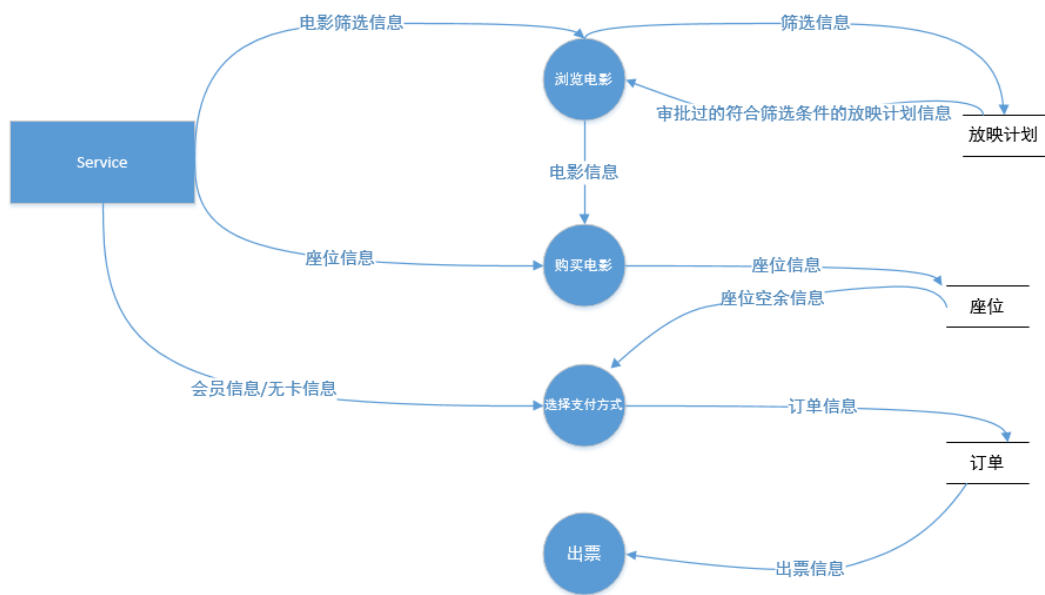 电影筛选信息
筛选信息
浏览电影
审批过的符合筛选条件的放映计划信息
放映计划
Service
电影信息
座位信息
购买电影
座位信息
座位空余信息
座位
会员信息/无卡信息
选择支付方式
订单信息
订单
出票
出票信息